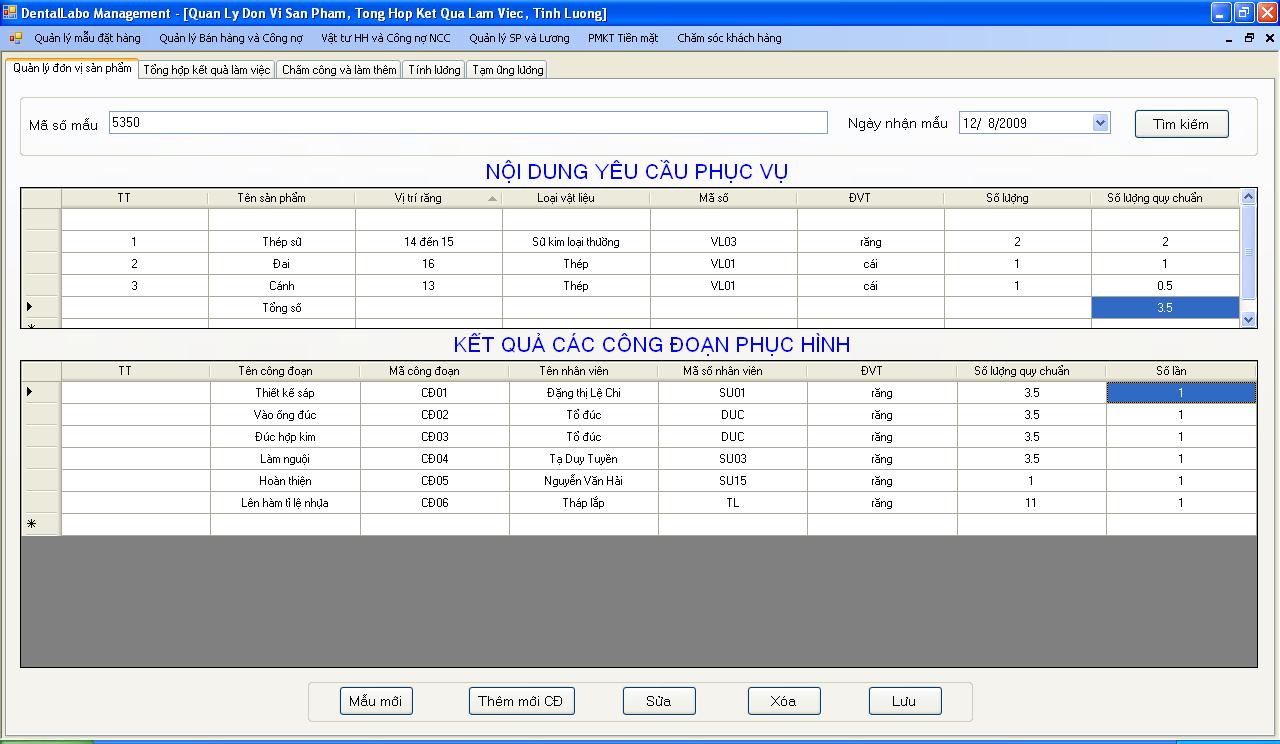 DentalLabo Management - [Quan Ly Don Vi San Pham, Tong Hop Ket Qua Lam Viec, Tinh Luong]
Quản lý mẫu đặt hàng Quản lý Bán hàng và Công nợ Vật tư HH và Công nợ NCC Quản lý SP và Lương PMKT Tiền mặt Chăm sóc khách hàng
Quản lý đơn vị sản phẩm Tổng hợp kết quả làm việc Chấm công và làm thêm Tính lương Tạm ứng lương
Mã số mẫu 5350 Ngày nhận mẫu 12/ 8/2009 Tìm kiếm
NỘI DUNG YÊU CẦU PHỤC VỤ
TT Tên sản phẩm Vị trí răng Loại vật liệu Mã số ĐVT Số lượng Số lượng quy chuẩn
1 Thép sứ 14 đến 15 Sứ kim loại thường VL03 răng 2 2
2 Đai 16 Thép VL01 cái 1 1
3 Cánh 13 Thép VL01 cái 1 0.5
Tổng số 3.5
KẾT QUẢ CÁC CÔNG ĐOẠN PHỤC HÌNH
TT Tên công đoạn Mã công đoạn Tên nhân viên Mã số nhân viên ĐVT Số lượng quy chuẩn Số lần
Thiết kế sáp CĐ01 Đặng thị Lệ Chi SU01 răng 3.5 1
Vào ống đúc CĐ02 Tổ đúc DUC răng 3.5 1
Đúc hợp kim CĐ03 Tổ đúc DUC răng 3.5 1
Làm nguội CĐ04 Tạ Duy Tuyên SU03 răng 3.5 1
Hoàn thiện CĐ05 Nguyễn Văn Hài SU15 răng 1 1
Lên hàm tỉ lệ nhựa CĐ06 Tháp lắp TL răng 11 1
Mẫu mới Thêm mới CĐ Sửa Xóa Lưu